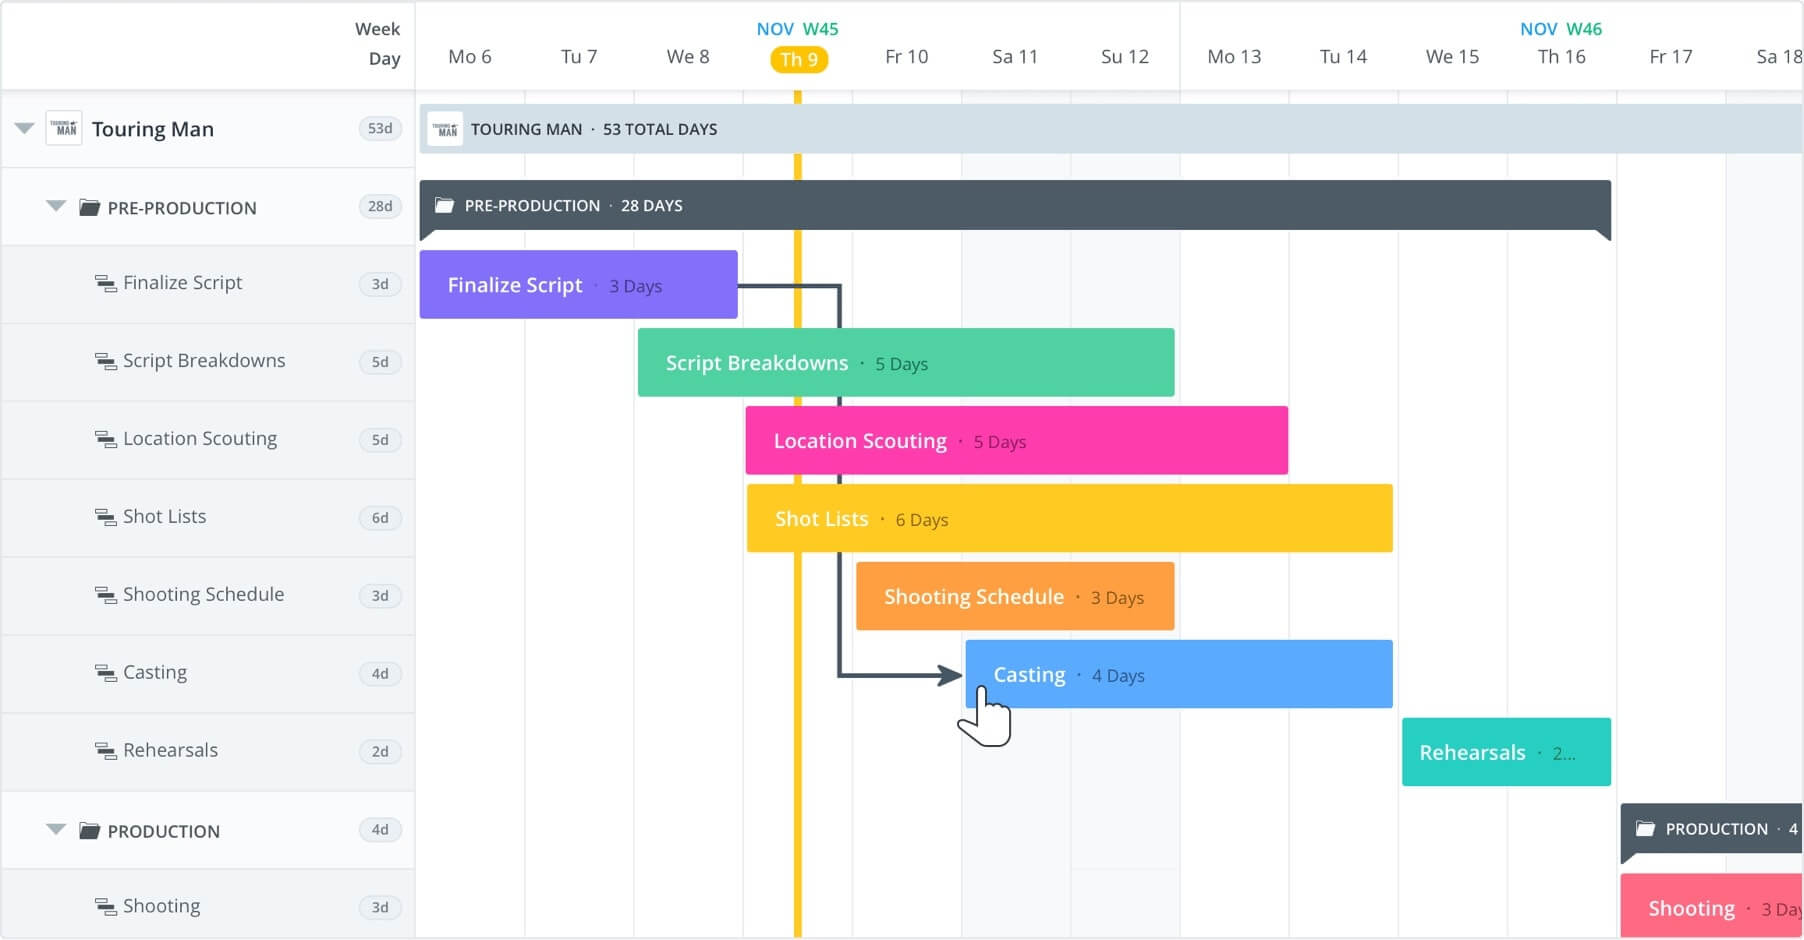 Week NOV W45 NOV W46
Day Mo 6 Tu 7 We 8 Th 9 Fr 10 Sa 11 Su 12 Mo 13 Tu 14 We 15 Th 16 Fr 17 Sa 18
TOURING MAN Touring Man 53d TOURING MAN TOURING MAN · 53 TOTAL DAYS
PRE-PRODUCTION 28d PRE-PRODUCTION · 28 DAYS
Finalize Script 3d Finalize Script · 3 Days
Script Breakdowns 5d Script Breakdowns · 5 Days
Location Scouting 5d Location Scouting · 5 Days
Shot Lists 6d Shot Lists · 6 Days
Shooting Schedule 3d Shooting Schedule · 3 Days
Casting 4d Casting · 4 Days
Rehearsals 2d Rehearsals · 2...
PRODUCTION 4d PRODUCTION · 4
Shooting 3d Shooting · 3 Day